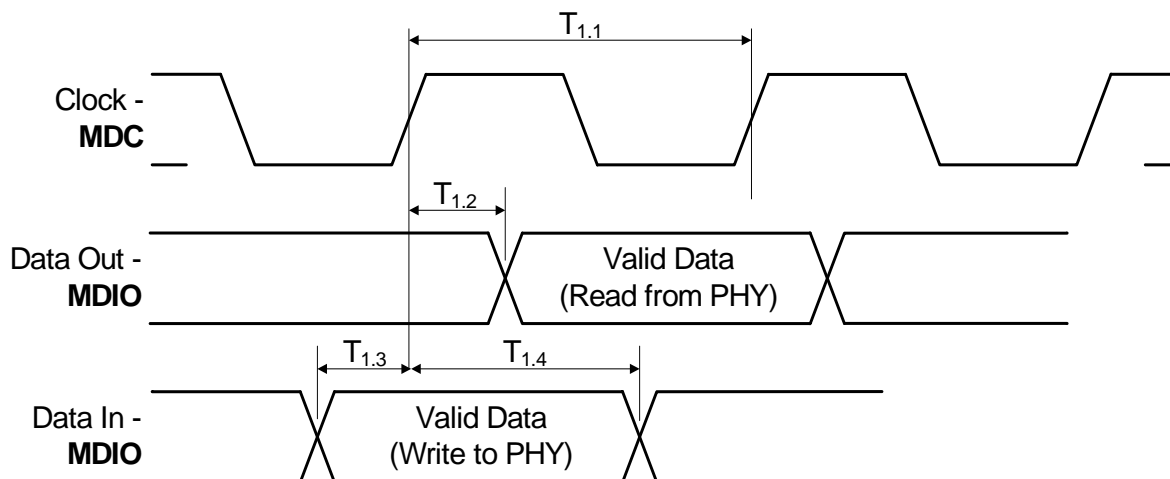 T1.1
Clock -
MDC
T1.2
Data Out -
MDIO
Valid Data
(Read from PHY)
T1.3
T1.4
Data In -
MDIO
Valid Data
(Write to PHY)